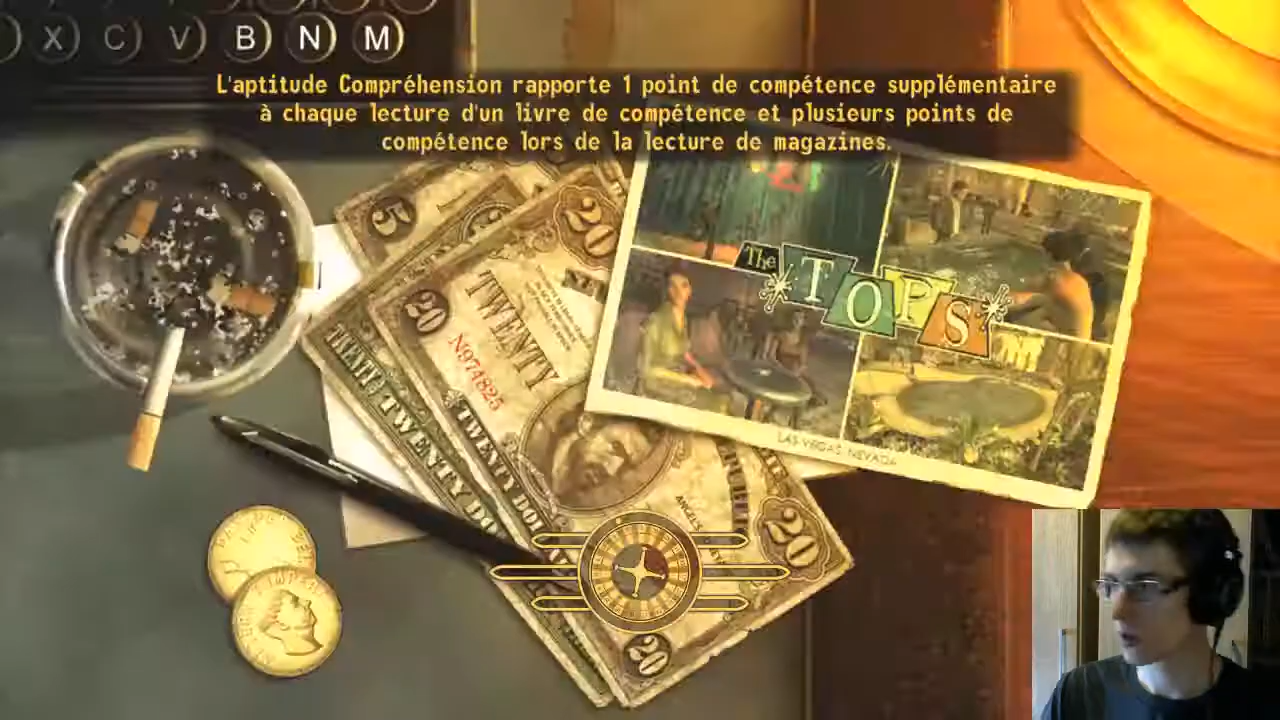 X C V B N M
L'aptitude Compréhension rapporte 1 point de compétence supplémentaire
à chaque lecture d'un livre de compétence et plusieurs points de
compétence lors de la lecture de magazines.
5
20
20
TWENTY
N974825
The
TOPS
LAS VEGAS, NEVADA
TWENTY
20
20